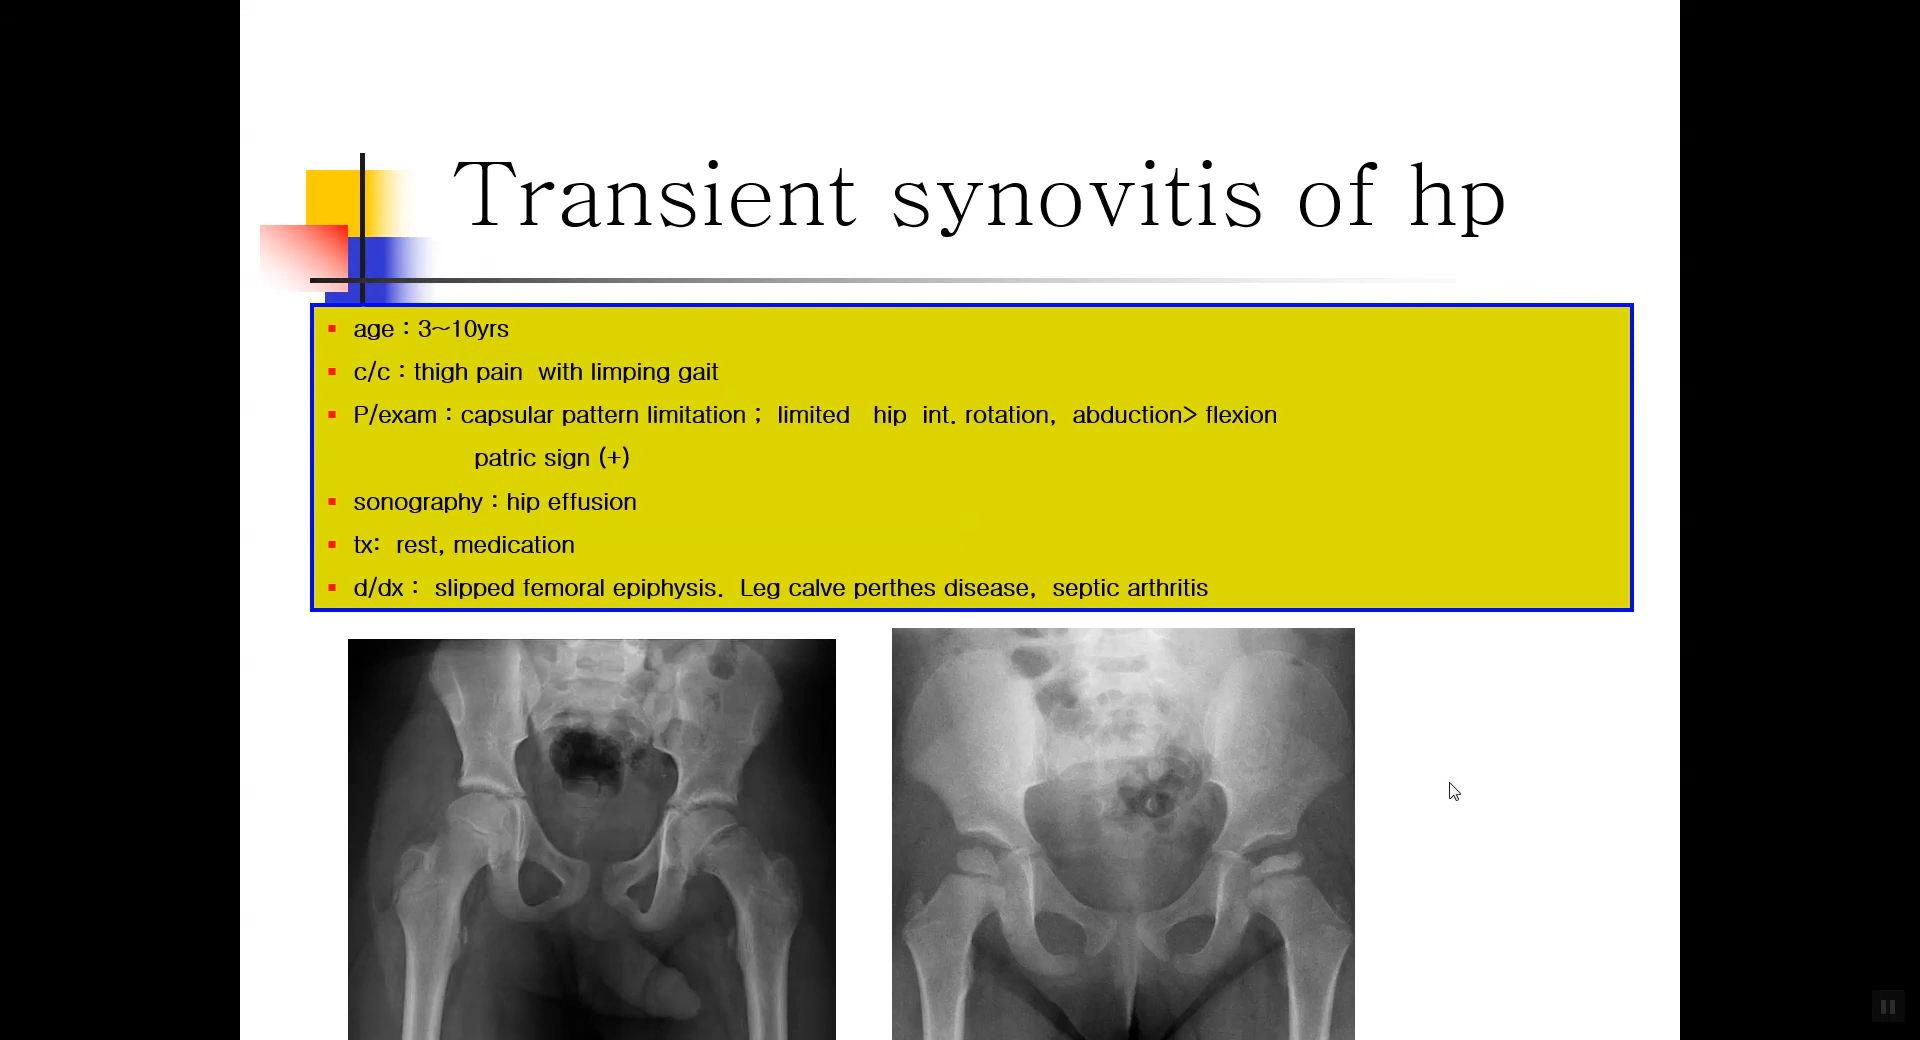 Transient synovitis of hp
age : 3~10yrs
c/c : thigh pain with limping gait
P/exam : capsular pattern limitation ; limited hip int. rotation, abduction> flexion
patric sign (+)
sonography : hip effusion
tx: rest, medication
d/dx : slipped femoral epiphysis. Leg calve perthes disease, septic arthritis